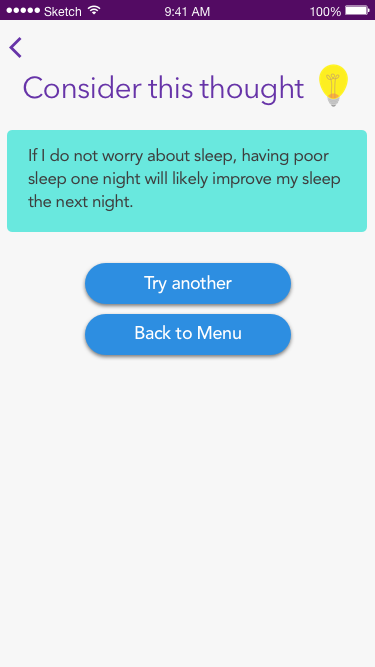 Sketch 9:41 AM 100%
Consider this thought
If I do not worry about sleep, having poor
sleep one night will likely improve my sleep
the next night.
Try another
Back to Menu